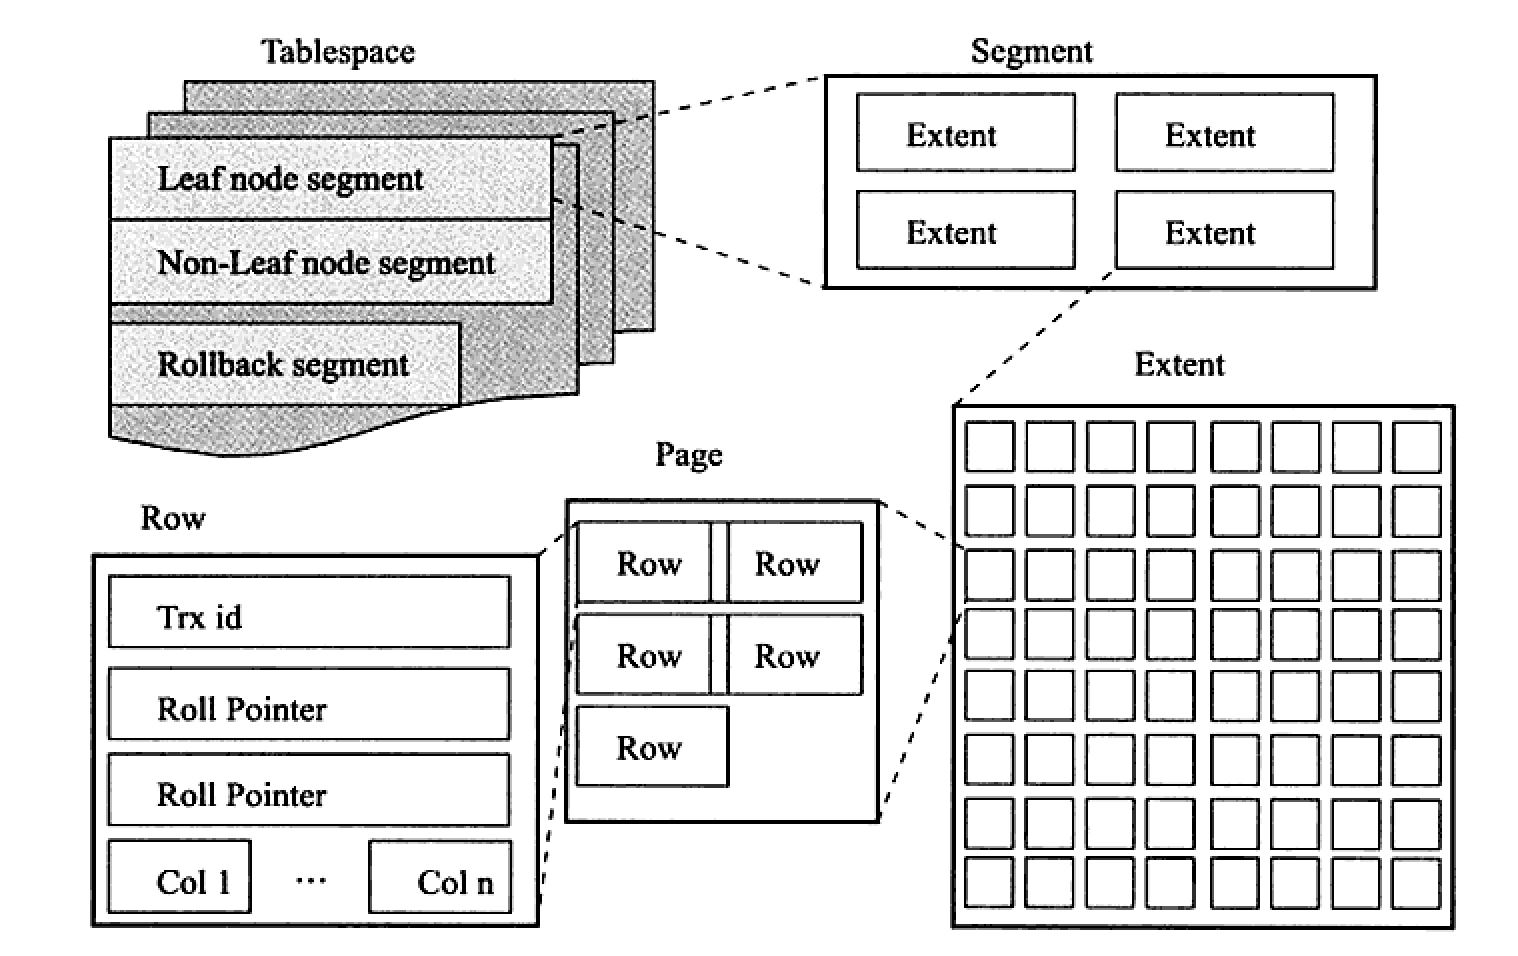 Tablespace
Leaf node segment
Non-Leaf node segment
Rollback segment
Segment
Extent Extent
Extent Extent
Extent
Page
Row Row
Row Row
Row
Row
Trx id
Roll Pointer
Roll Pointer
Col 1 ... Col n